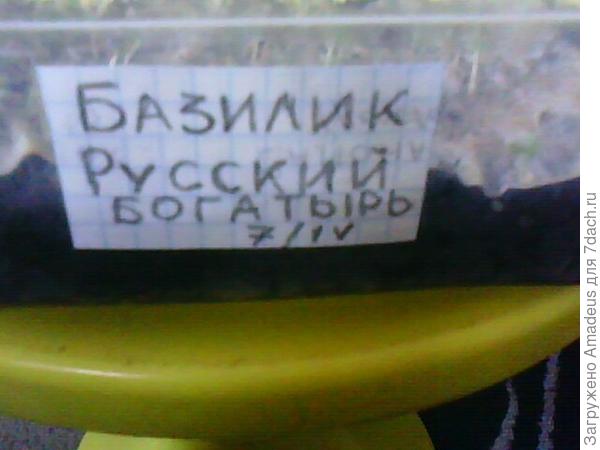 БАЗИЛИК
РУССКИЙ
БОГАТЫРЬ
7/IV
Загружено Amadeus для 7dach.ru